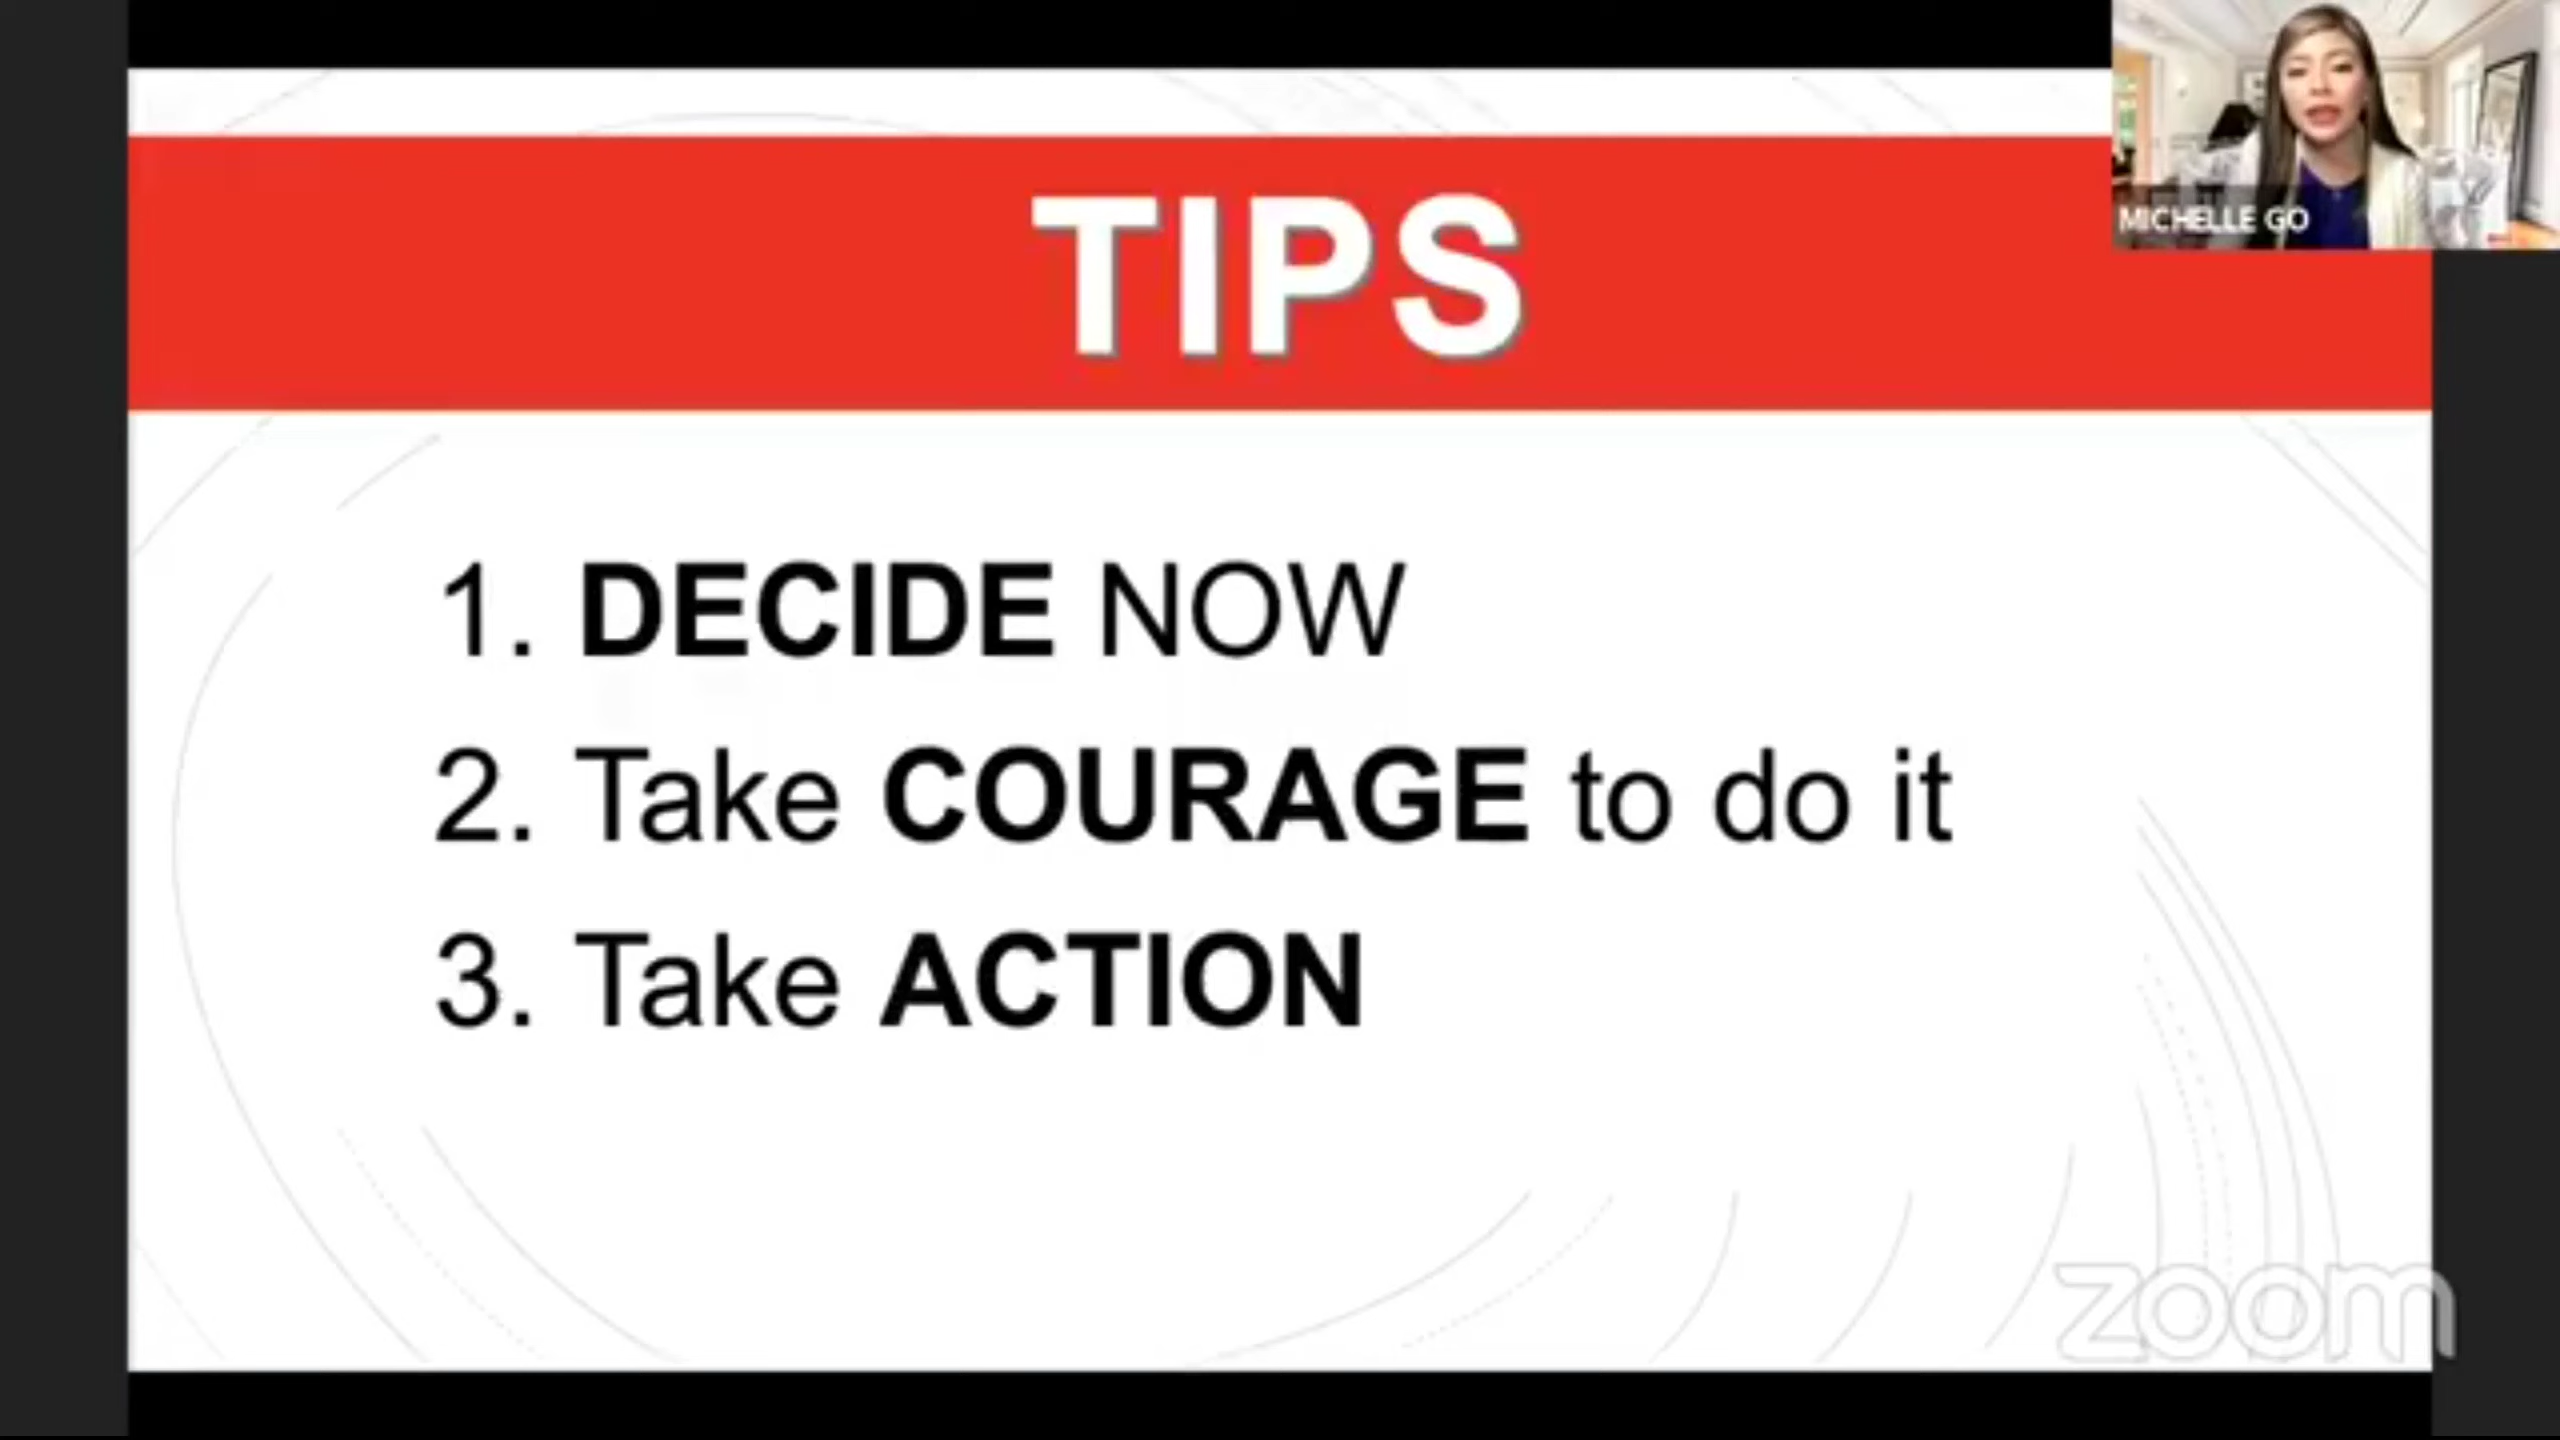 MICHELLE GO
TIPS
1. DECIDE NOW
2. Take COURAGE to do it
3. Take ACTION
zoom